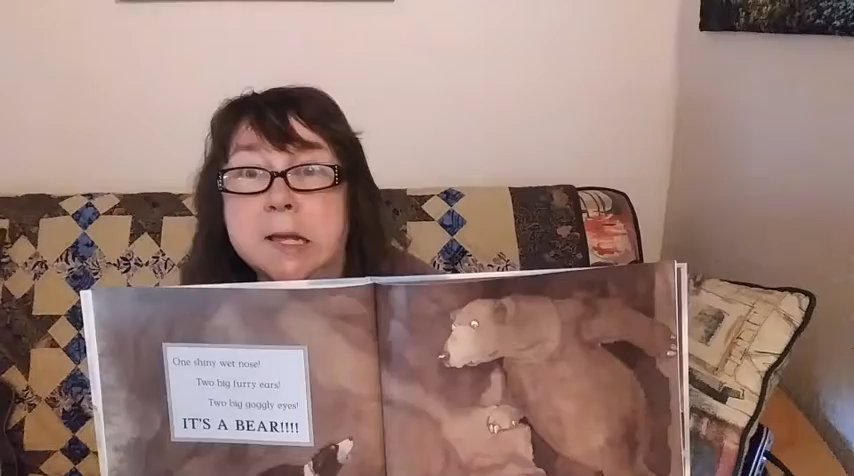 One shiny wet nose!
Two big furry ears!
Two big goggly eyes!
IT'S A BEAR!!!!